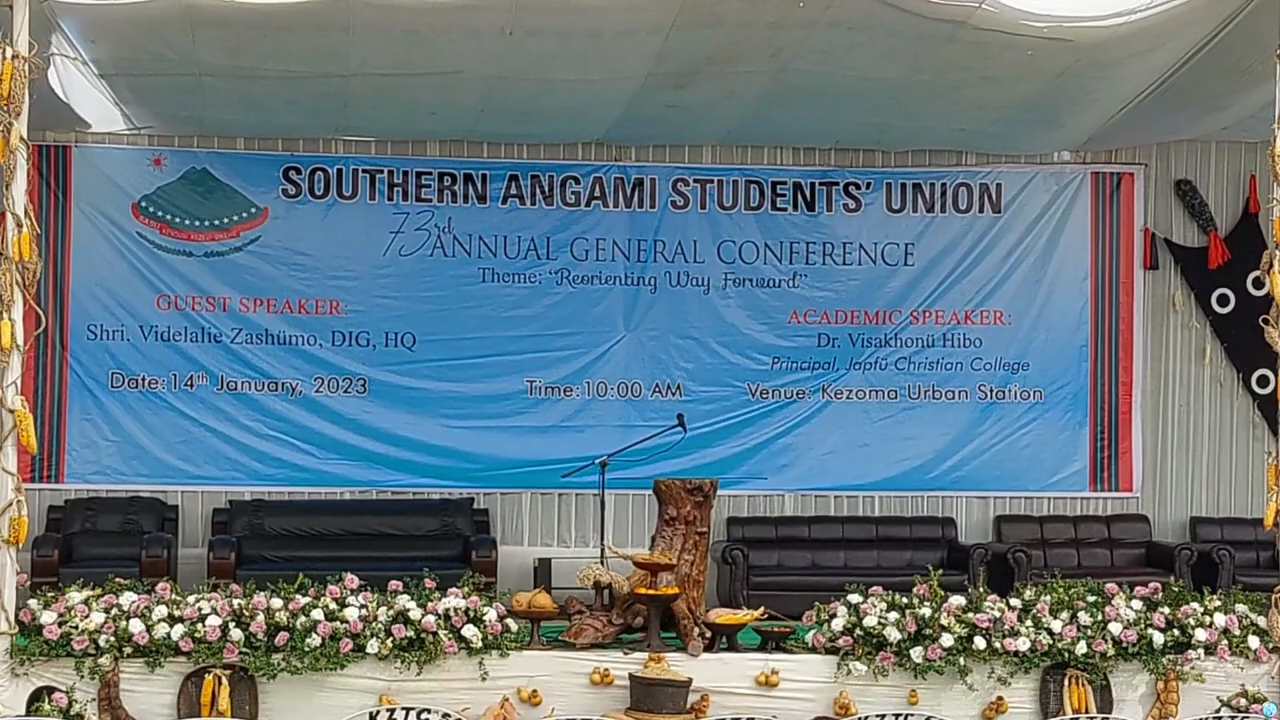 SOUTHERN ANGAMI STUDENTS' UNION
73rd ANNUAL GENERAL CONFERENCE
Theme: "Reorienting Way Forward"
GUEST SPEAKER:
Shri. Videlalie Zashümo, DIG, HQ
ACADEMIC SPEAKER:
Dr. Visakhonü Hibo
Principal, Japfü Christian College
Date:14th January, 2023
Time:10:00 AM
Venue: Kezoma Urban Station